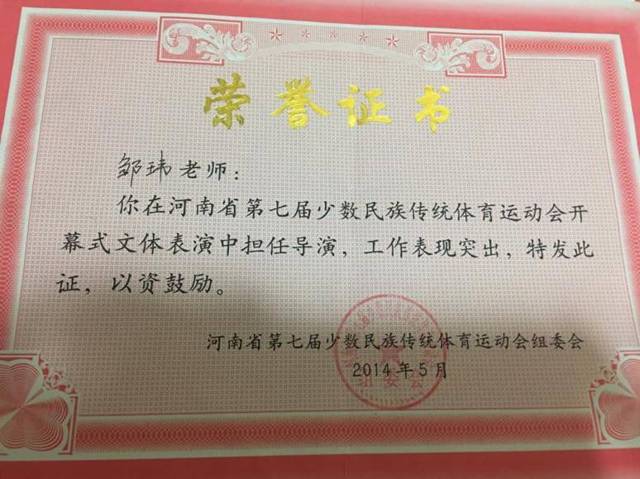 荣誉证书
邹玮老师：
你在河南省第七届少数民族传统体育运动会开
幕式文体表演中担任导演，工作表现突出，特发此
证，以资鼓励。
河南省第七届少数民族传统体育运动会组委会
2014年5月
组委会